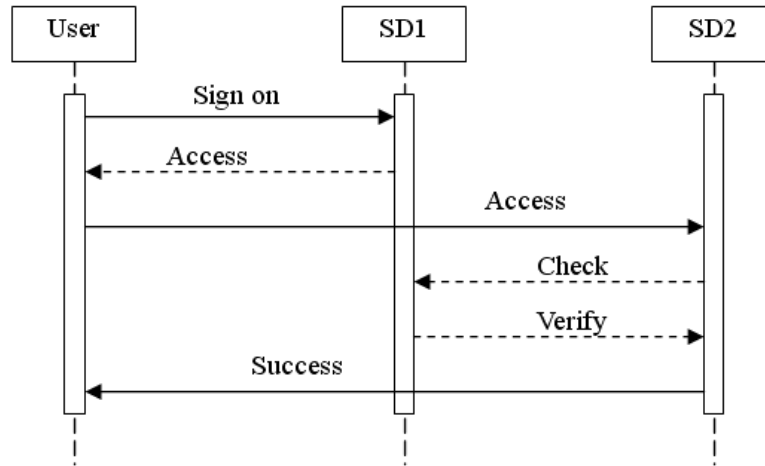 User
SD1
SD2
Sign on
Access
Access
Check
Verify
Success